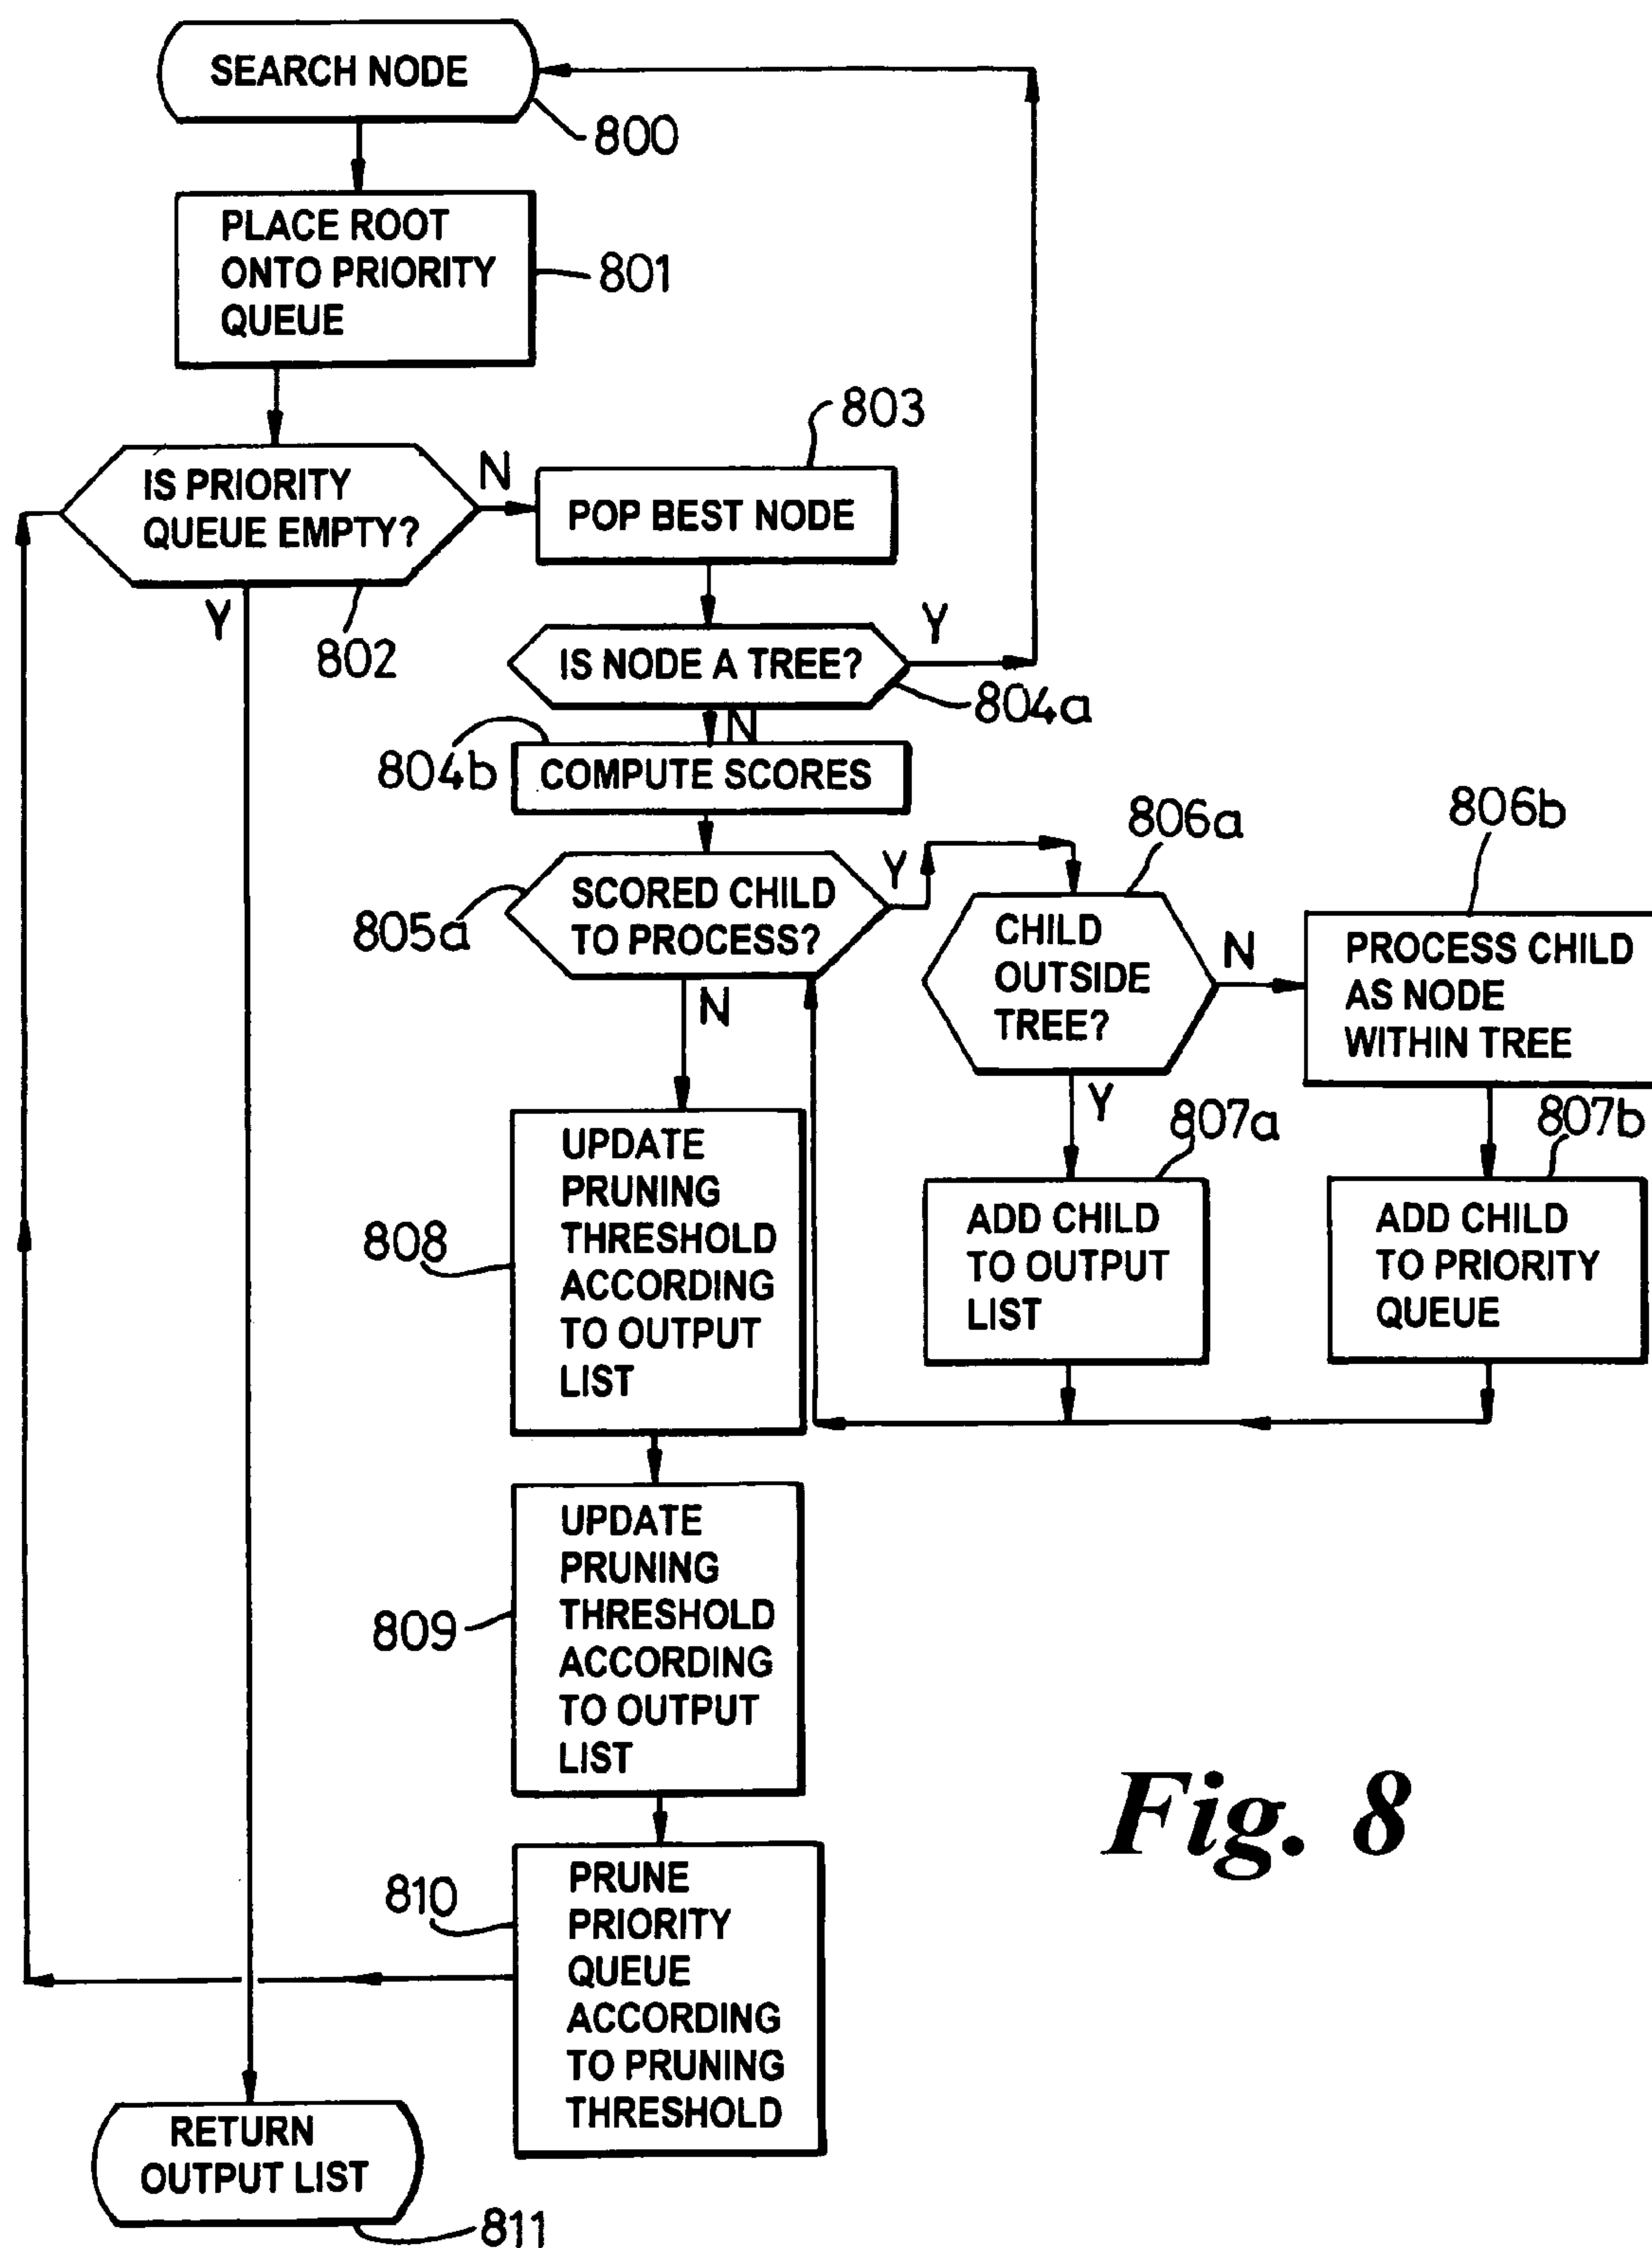 SEARCH NODE
800
PLACE ROOT
ONTO PRIORITY
QUEUE
801
IS PRIORITY
QUEUE EMPTY?
N
Y
802
803
POP BEST NODE
IS NODE A TREE?
Y
804a
N
804b
COMPUTE SCORES
805a
SCORED CHILD
TO PROCESS?
Y
N
806a
CHILD
OUTSIDE
TREE?
N
Y
806b
PROCESS CHILD
AS NODE
WITHIN TREE
807a
ADD CHILD
TO OUTPUT
LIST
807b
ADD CHILD
TO PRIORITY
QUEUE
808
UPDATE
PRUNING
THRESHOLD
ACCORDING
TO OUTPUT
LIST
809
UPDATE
PRUNING
THRESHOLD
ACCORDING
TO OUTPUT
LIST
810
PRUNE
PRIORITY
QUEUE
ACCORDING
TO PRUNING
THRESHOLD
RETURN
OUTPUT LIST
811
Fig. 8